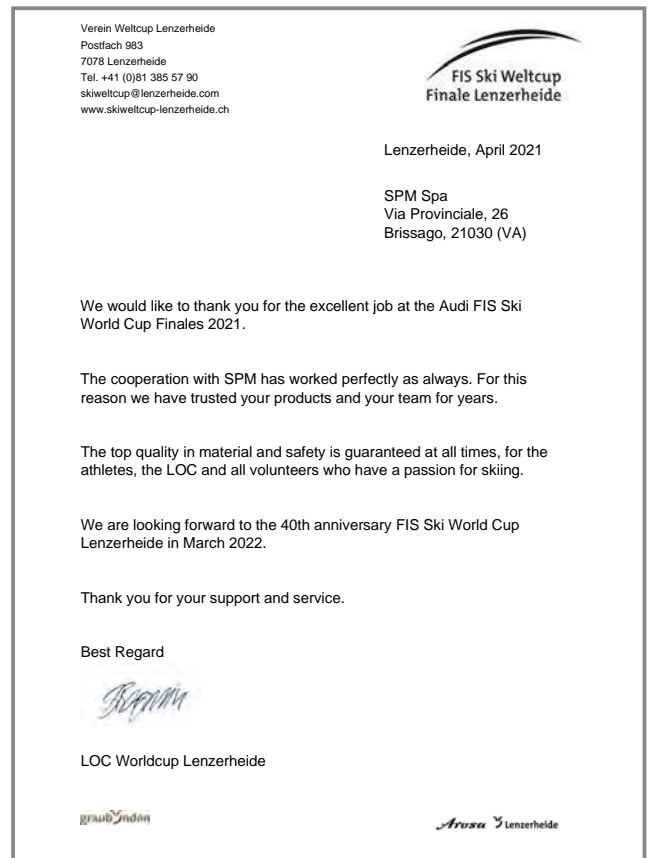 Verein Weltcup Lenzerheide
Postfach 983
7078 Lenzerheide
Tel. +41 (0)81 385 57 90
skiweltcup@lenzerheide.com
www.skiweltcup-lenzerheide.ch
FIS Ski Weltcup
Finale Lenzerheide
Lenzerheide, April 2021
SPM Spa
Via Provinciale, 26
Brissago, 21030 (VA)
We would like to thank you for the excellent job at the Audi FIS Ski
World Cup Finales 2021.
The cooperation with SPM has worked perfectly as always. For this
reason we have trusted your products and your team for years.
The top quality in material and safety is guaranteed at all times, for the
athletes, the LOC and all volunteers who have a passion for skiing.
We are looking forward to the 40th anniversary FIS Ski World Cup
Lenzerheide in March 2022.
Thank you for your support and service.
Best Regard
LOC Worldcup Lenzerheide
graubünden
Arosa Lenzerheide